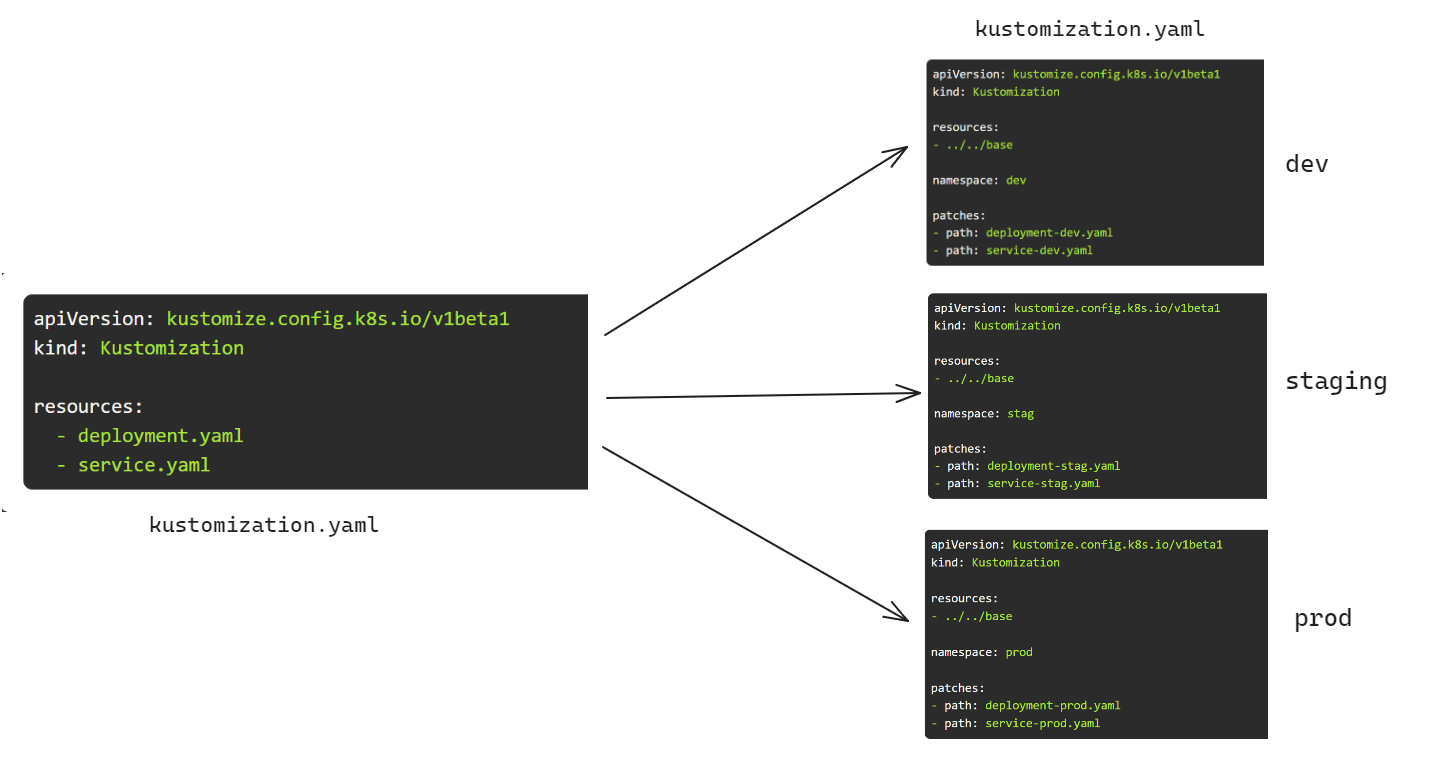 kustomization.yaml
apiVersion: kustomize.config.k8s.io/v1beta1
kind: Kustomization
resources:
- ../../base
namespace: dev
patches:
- path: deployment-dev.yaml
- path: service-dev.yaml
dev
apiVersion: kustomize.config.k8s.io/v1beta1
kind: Kustomization
resources:
- deployment.yaml
- service.yaml
kustomization.yaml
apiVersion: kustomize.config.k8s.io/v1beta1
kind: Kustomization
resources:
- ../../base
namespace: stag
patches:
- path: deployment-stag.yaml
- path: service-stag.yaml
staging
apiVersion: kustomize.config.k8s.io/v1beta1
kind: Kustomization
resources:
- ../../base
namespace: prod
patches:
- path: deployment-prod.yaml
- path: service-prod.yaml
prod